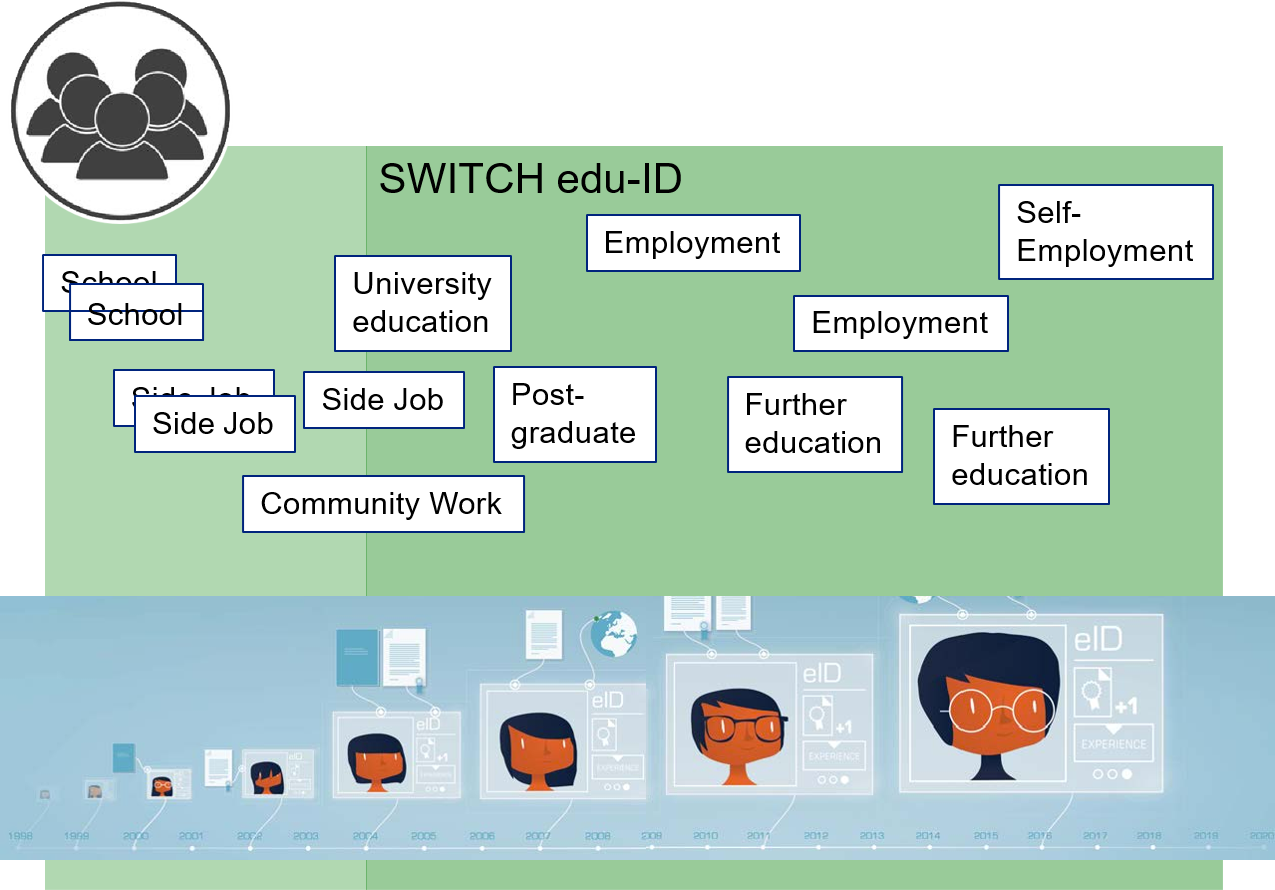 SWITCH edu-ID
Self-
Employment
Employment
School
School
University
education
Employment
Side Job
Side Job
Side Job
Post-
graduate
Further
education
Further
education
Community Work
eID
+1
EXPERIENCE
eID
+1
EXPERIENCE
eID
EXPERIENCE
eID
+1
EXPERIENCE
eID
1998 1999 2000 2001 2002 2003 2004 2005 2006 2007 2008 2009 2010 2011 2012 2013 2014 2015 2016 2017 2018 2019 2020